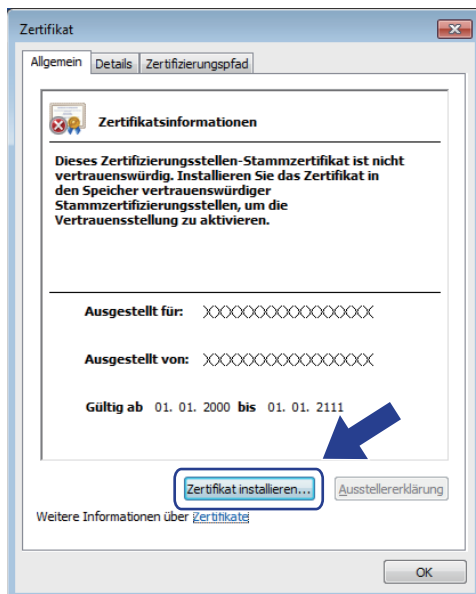 Zertifikat
Allgemein Details Zertifizierungspfad
Zertifikatsinformationen
Dieses Zertifizierungsstellen-Stammzertifikat ist nicht
vertrauenswürdig. Installieren Sie das Zertifikat in
den Speicher vertrauenswürdiger
Stammzertifizierungsstellen, um die
Vertrauensstellung zu aktivieren.
Ausgestellt für: XXXXXXXXXXXXXXXX
Ausgestellt von: XXXXXXXXXXXXXXXX
Gültig ab 01. 01. 2000 bis 01. 01. 2111
Zertifikat installieren... Ausstellererklärung
Weitere Informationen über Zertifikate
OK